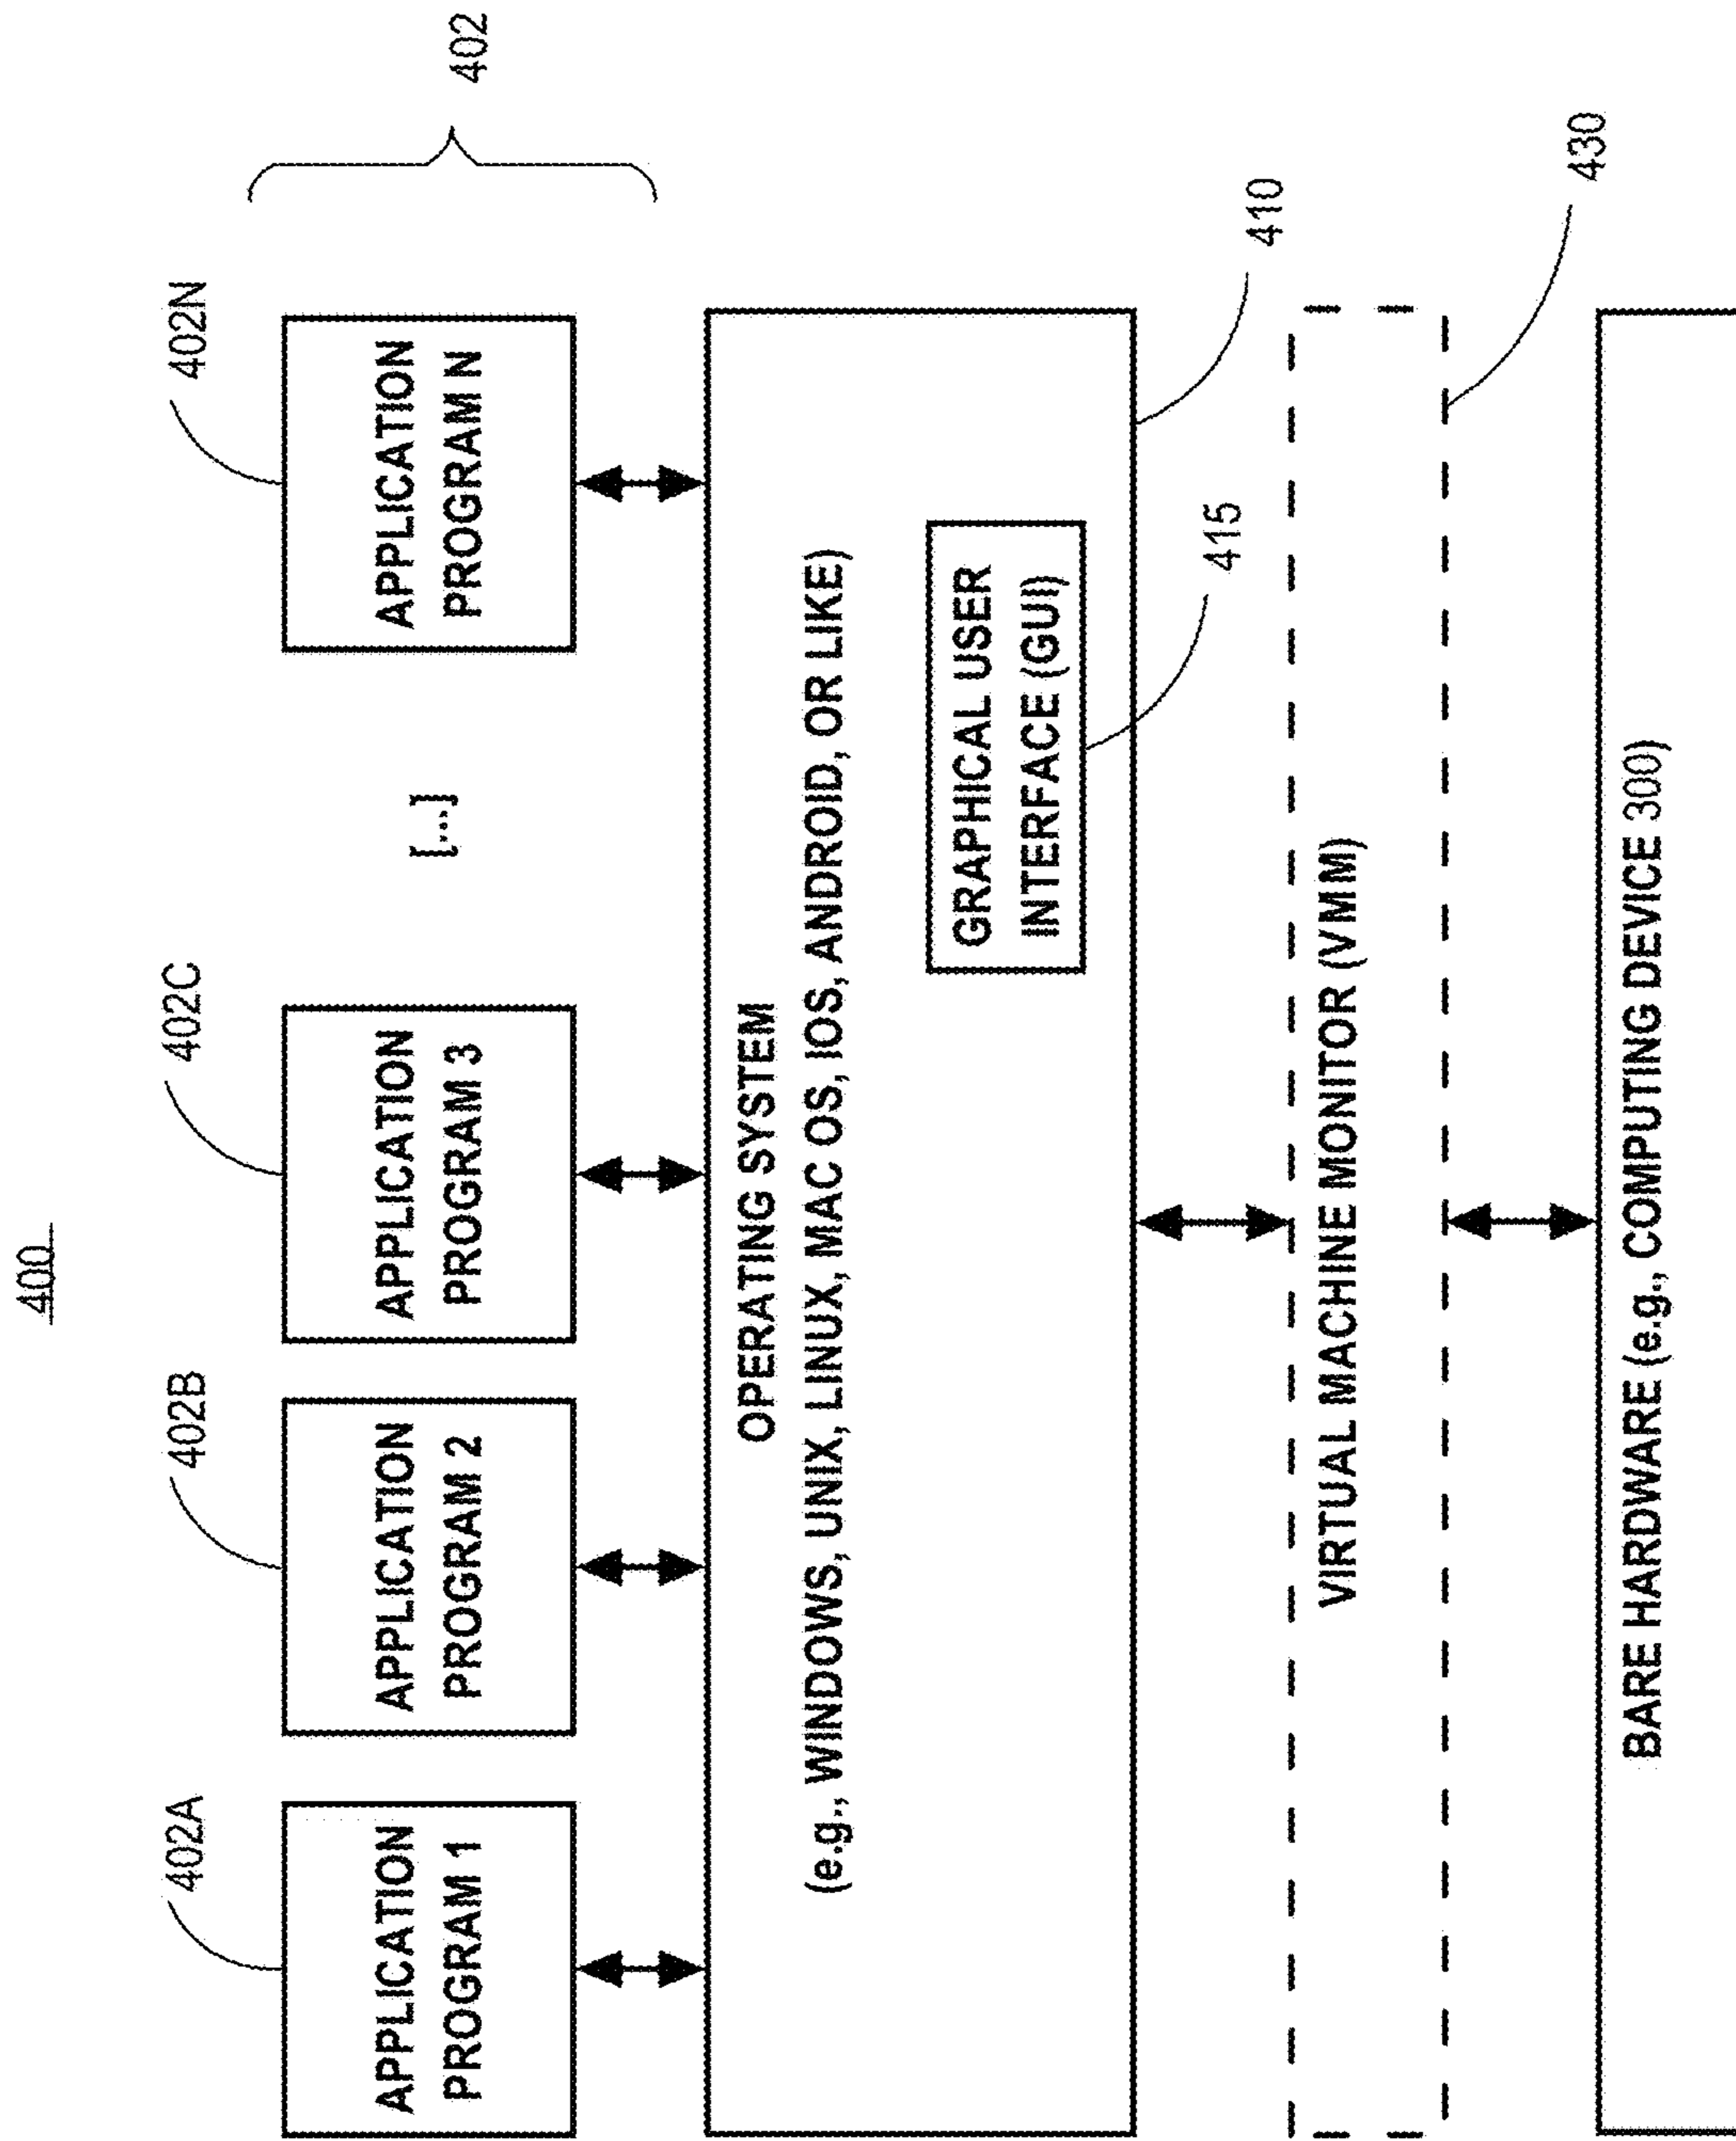 400
402A
402B
402C
402N
402
APPLICATION
PROGRAM 1
APPLICATION
PROGRAM 2
APPLICATION
PROGRAM 3
[...]
APPLICATION
PROGRAM N
OPERATING SYSTEM
(e.g., WINDOWS, UNIX, LINUX, MAC OS, IOS, ANDROID, OR LIKE)
GRAPHICAL USER
INTERFACE (GUI)
415
410
VIRTUAL MACHINE MONITOR (VMM)
430
BARE HARDWARE (e.g., COMPUTING DEVICE 300)